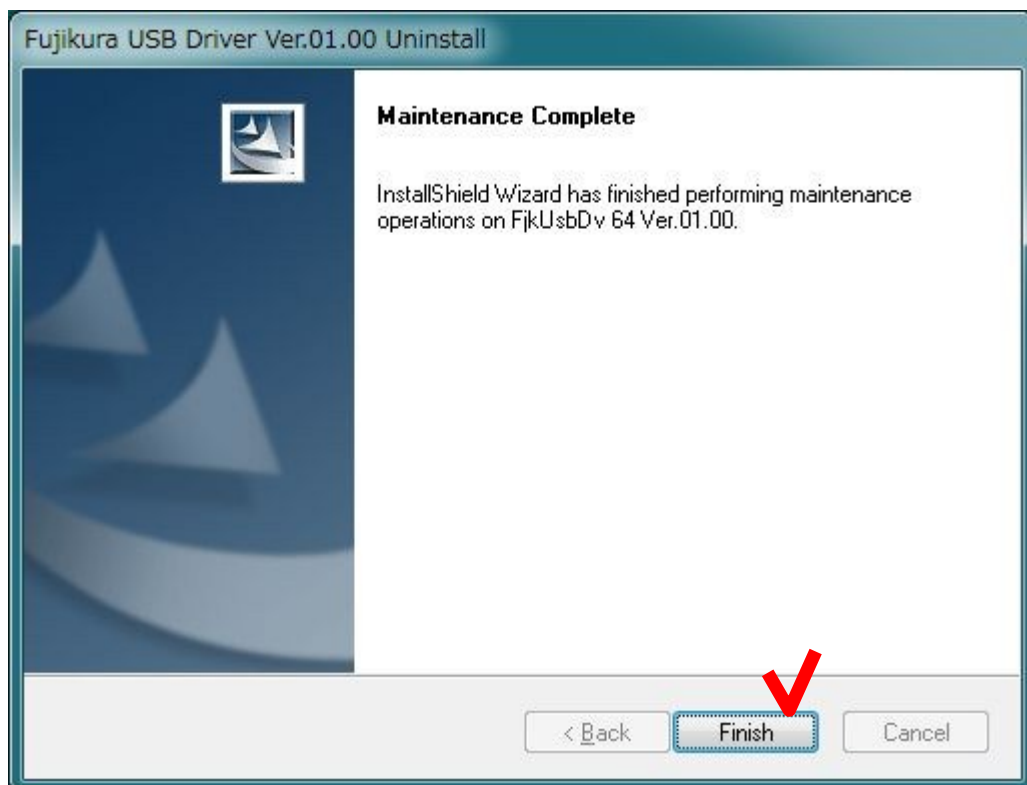 Fujikura USB Driver Ver.01.00 Uninstall
Maintenance Complete
InstallShield Wizard has finished performing maintenance
operations on FjkUsbDv 64 Ver.01.00.
< Back Finish Cancel